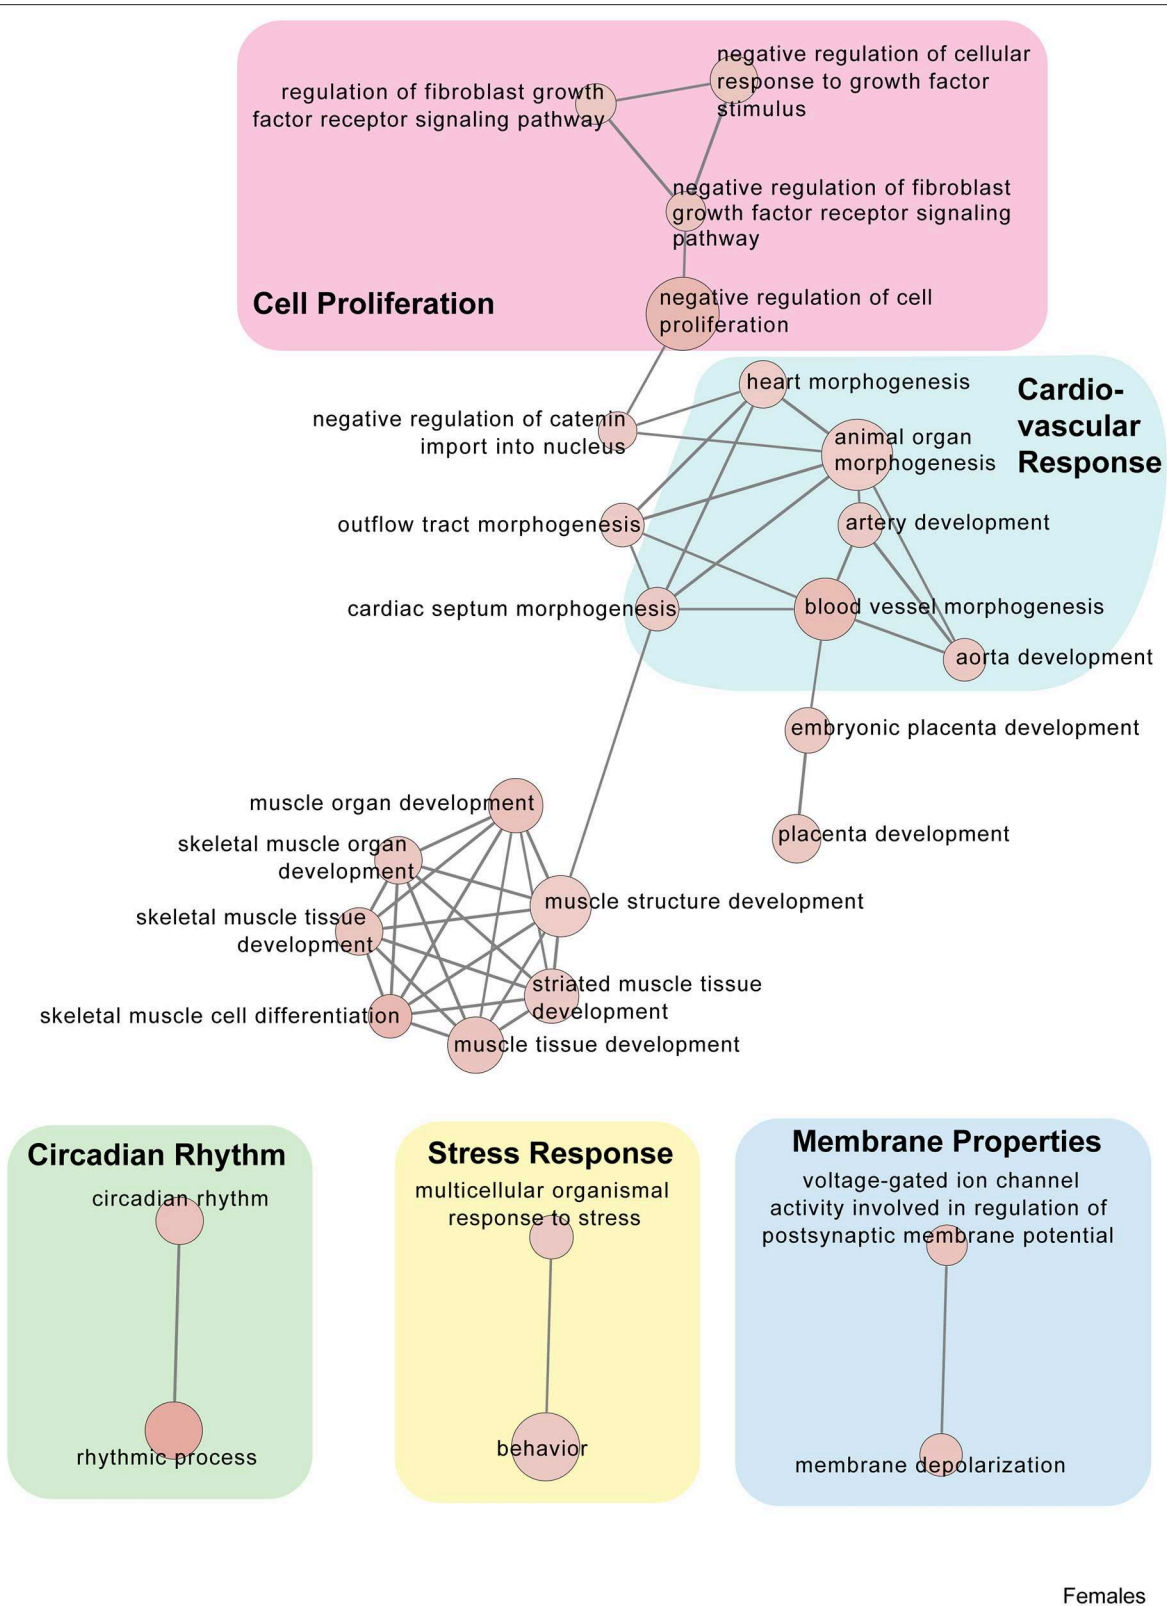 negative regulation of cellular
response to growth factor
stimulus
regulation of fibroblast growth
factor receptor signaling pathway
negative regulation of fibroblast
growth factor receptor signaling
pathway
Cell Proliferation
negative regulation of cell
proliferation
heart morphogenesis
Cardio-
vascular
Response
negative regulation of catenin
import into nucleus
animal organ
morphogenesis
outflow tract morphogenesis
artery development
cardiac septum morphogenesis
blood vessel morphogenesis
aorta development
embryonic placenta development
muscle organ development
placenta development
skeletal muscle organ
development
muscle structure development
skeletal muscle tissue
development
striated muscle tissue
development
skeletal muscle cell differentiation
muscle tissue development
Circadian Rhythm
circadian rhythm
rhythmic process
Stress Response
multicellular organismal
response to stress
behavior
Membrane Properties
voltage-gated ion channel
activity involved in regulation of
postsynaptic membrane potential
membrane depolarization
Females